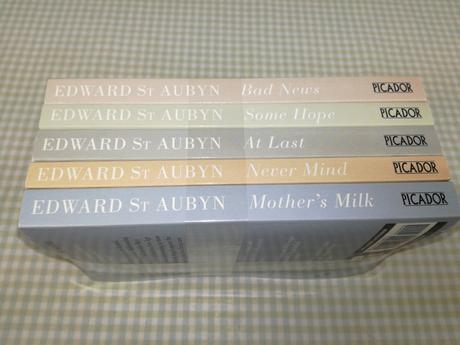 EDWARD ST AUBYN Bad News PICADOR
EDWARD ST AUBYN Some Hope PICADOR
EDWARD ST AUBYN At Last PICADOR
EDWARD ST AUBYN Never Mind PICADOR
EDWARD ST AUBYN Mother's Milk PICADOR